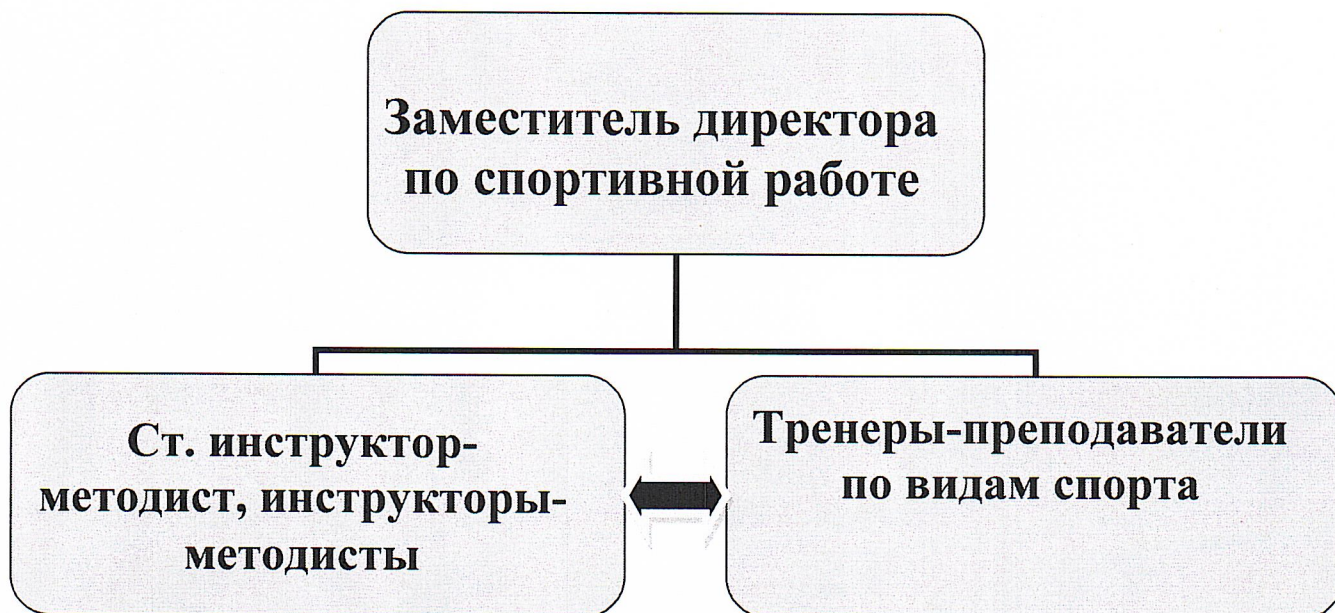 Заместитель директора
по спортивной работе
Ст. инструктор-
методист, инструкторы-
методисты
Тренеры-преподаватели
по видам спорта